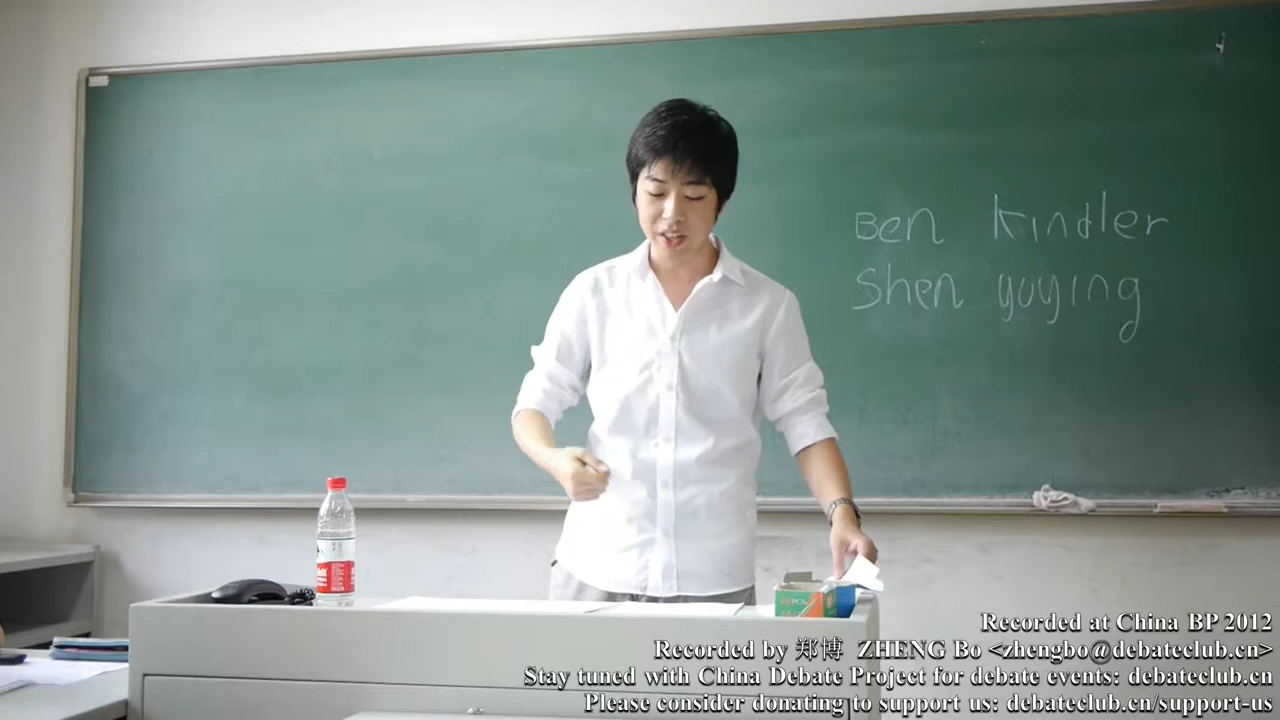 Ben Kindler
Shen yuying
Recorded at China BP 2012
Recorded by 郑博 ZHENG Bo <zhengbo@debateclub.cn>
Stay tuned with China Debate Project for debate events: debateclub.cn
Please consider donating to support us: debateclub.cn/support-us